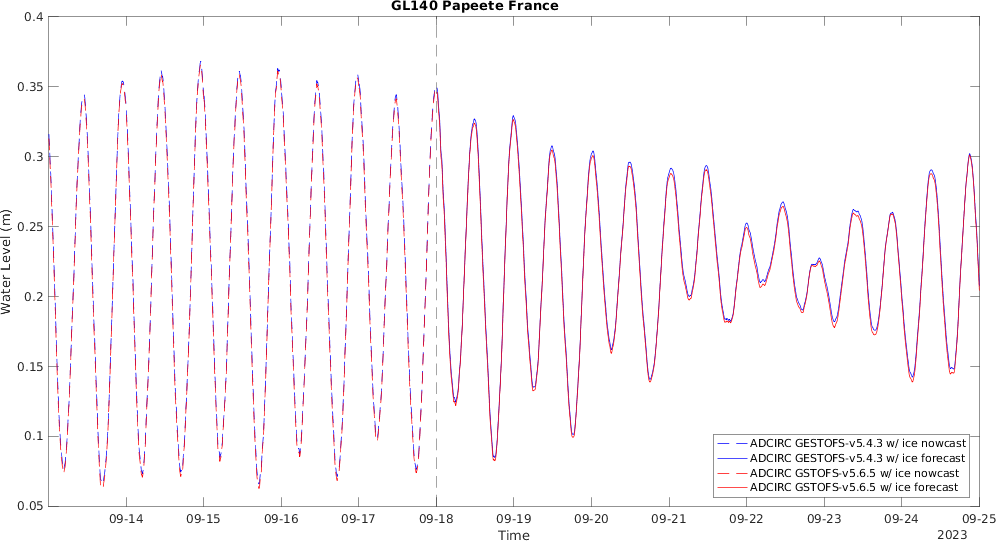 GL140 Papeete France
0.4
0.35
0.3
0.25
0.2
0.15
0.1
0.05
Water Level (m)
ADCIRC GESTOFS-v5.4.3 w/ ice nowcast
ADCIRC GESTOFS-v5.4.3 w/ ice forecast
ADCIRC GSTOFS-v5.6.5 w/ ice nowcast
ADCIRC GSTOFS-v5.6.5 w/ ice forecast
09-14 09-15 09-16 09-17 09-18 09-19 09-20 09-21 09-22 09-23 09-24 09-25
Time
2023